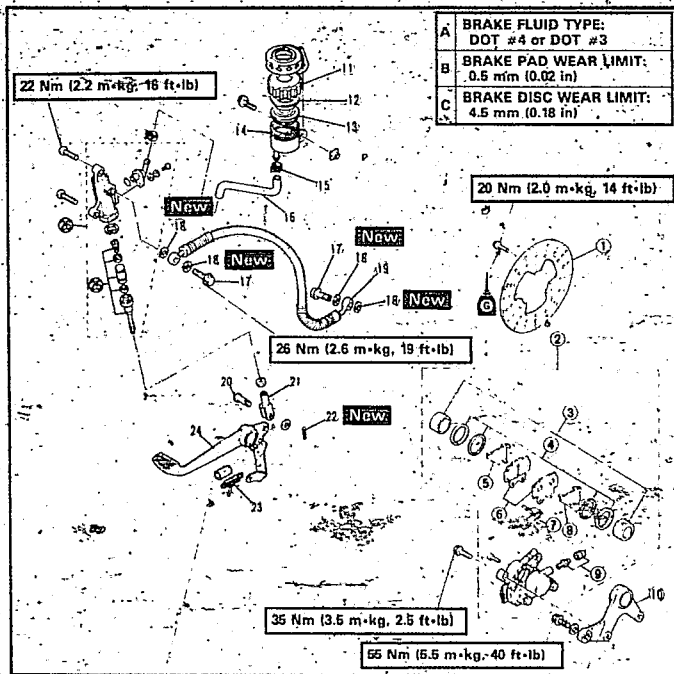 A BRAKE FLUID TYPE:
DOT #4 or DOT #3
B BRAKE PAD WEAR LIMIT:
0.5 mm (0.02 in)
C BRAKE DISC WEAR LIMIT:
4.5 mm (0.18 in)
22 Nm (2.2 m•kg, 16 ft•lb)
11
12
13
14
15
16
20 Nm (2.0 m•kg, 14 ft•lb)
1
G
2
New
18
18
New
17
New
17
18
19
18
New
26 Nm (2.6 m•kg, 19 ft•lb)
20
21
22
New
24
23
3
4
5
6
7
8
9
10
35 Nm (3.5 m•kg, 2.5 ft•lb)
55 Nm (5.5 m•kg, 40 ft•lb)